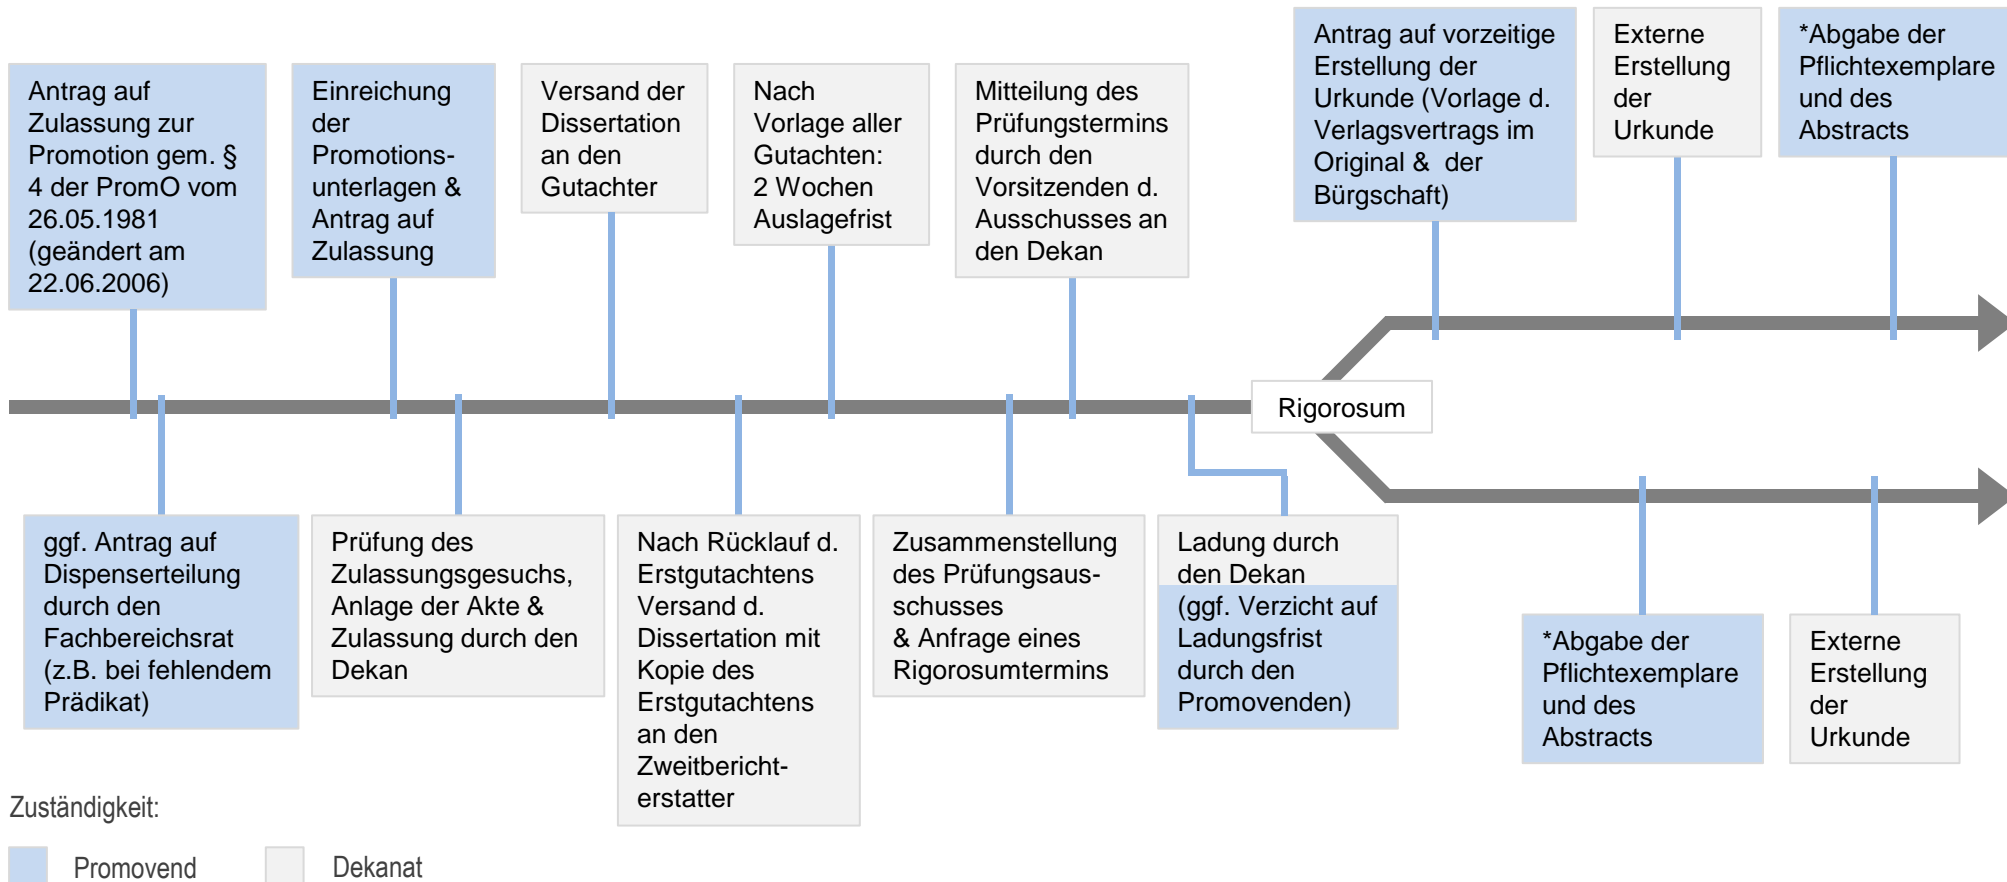 Antrag auf
Zulassung zur
Promotion gem. §
4 der PromO vom
26.05.1981
(geändert am
22.06.2006)
Einreichung
der
Promotions-
unterlagen &
Antrag auf
Zulassung
Versand der
Dissertation
an den
Gutachter
Nach
Vorlage aller
Gutachten:
2 Wochen
Auslagefrist
Mitteilung des
Prüfungstermins
durch den
Vorsitzenden d.
Ausschusses an
den Dekan
Antrag auf vorzeitige
Erstellung der
Urkunde (Vorlage d.
Verlagsvertrags im
Original & der
Bürgschaft)
Externe
Erstellung
der
Urkunde
*Abgabe der
Pflichtexemplare
und des
Abstracts
Rigorosum
ggf. Antrag auf
Dispenserteilung
durch den
Fachbereichsrat
(z.B. bei fehlendem
Prädikat)
Prüfung des
Zulassungsgesuchs,
Anlage der Akte &
Zulassung durch den
Dekan
Nach Rücklauf d.
Erstgutachtens
Versand d.
Dissertation mit
Kopie des
Erstgutachtens
an den
Zweitbericht-
erstatter
Zusammenstellung
des Prüfungsaus-
schusses
& Anfrage eines
Rigorosumtermins
Ladung durch
den Dekan
(ggf. Verzicht auf
Ladungsfrist
durch den
Promovenden)
*Abgabe der
Pflichtexemplare
und des
Abstracts
Externe
Erstellung
der
Urkunde
Zuständigkeit:
Promovend
Dekanat